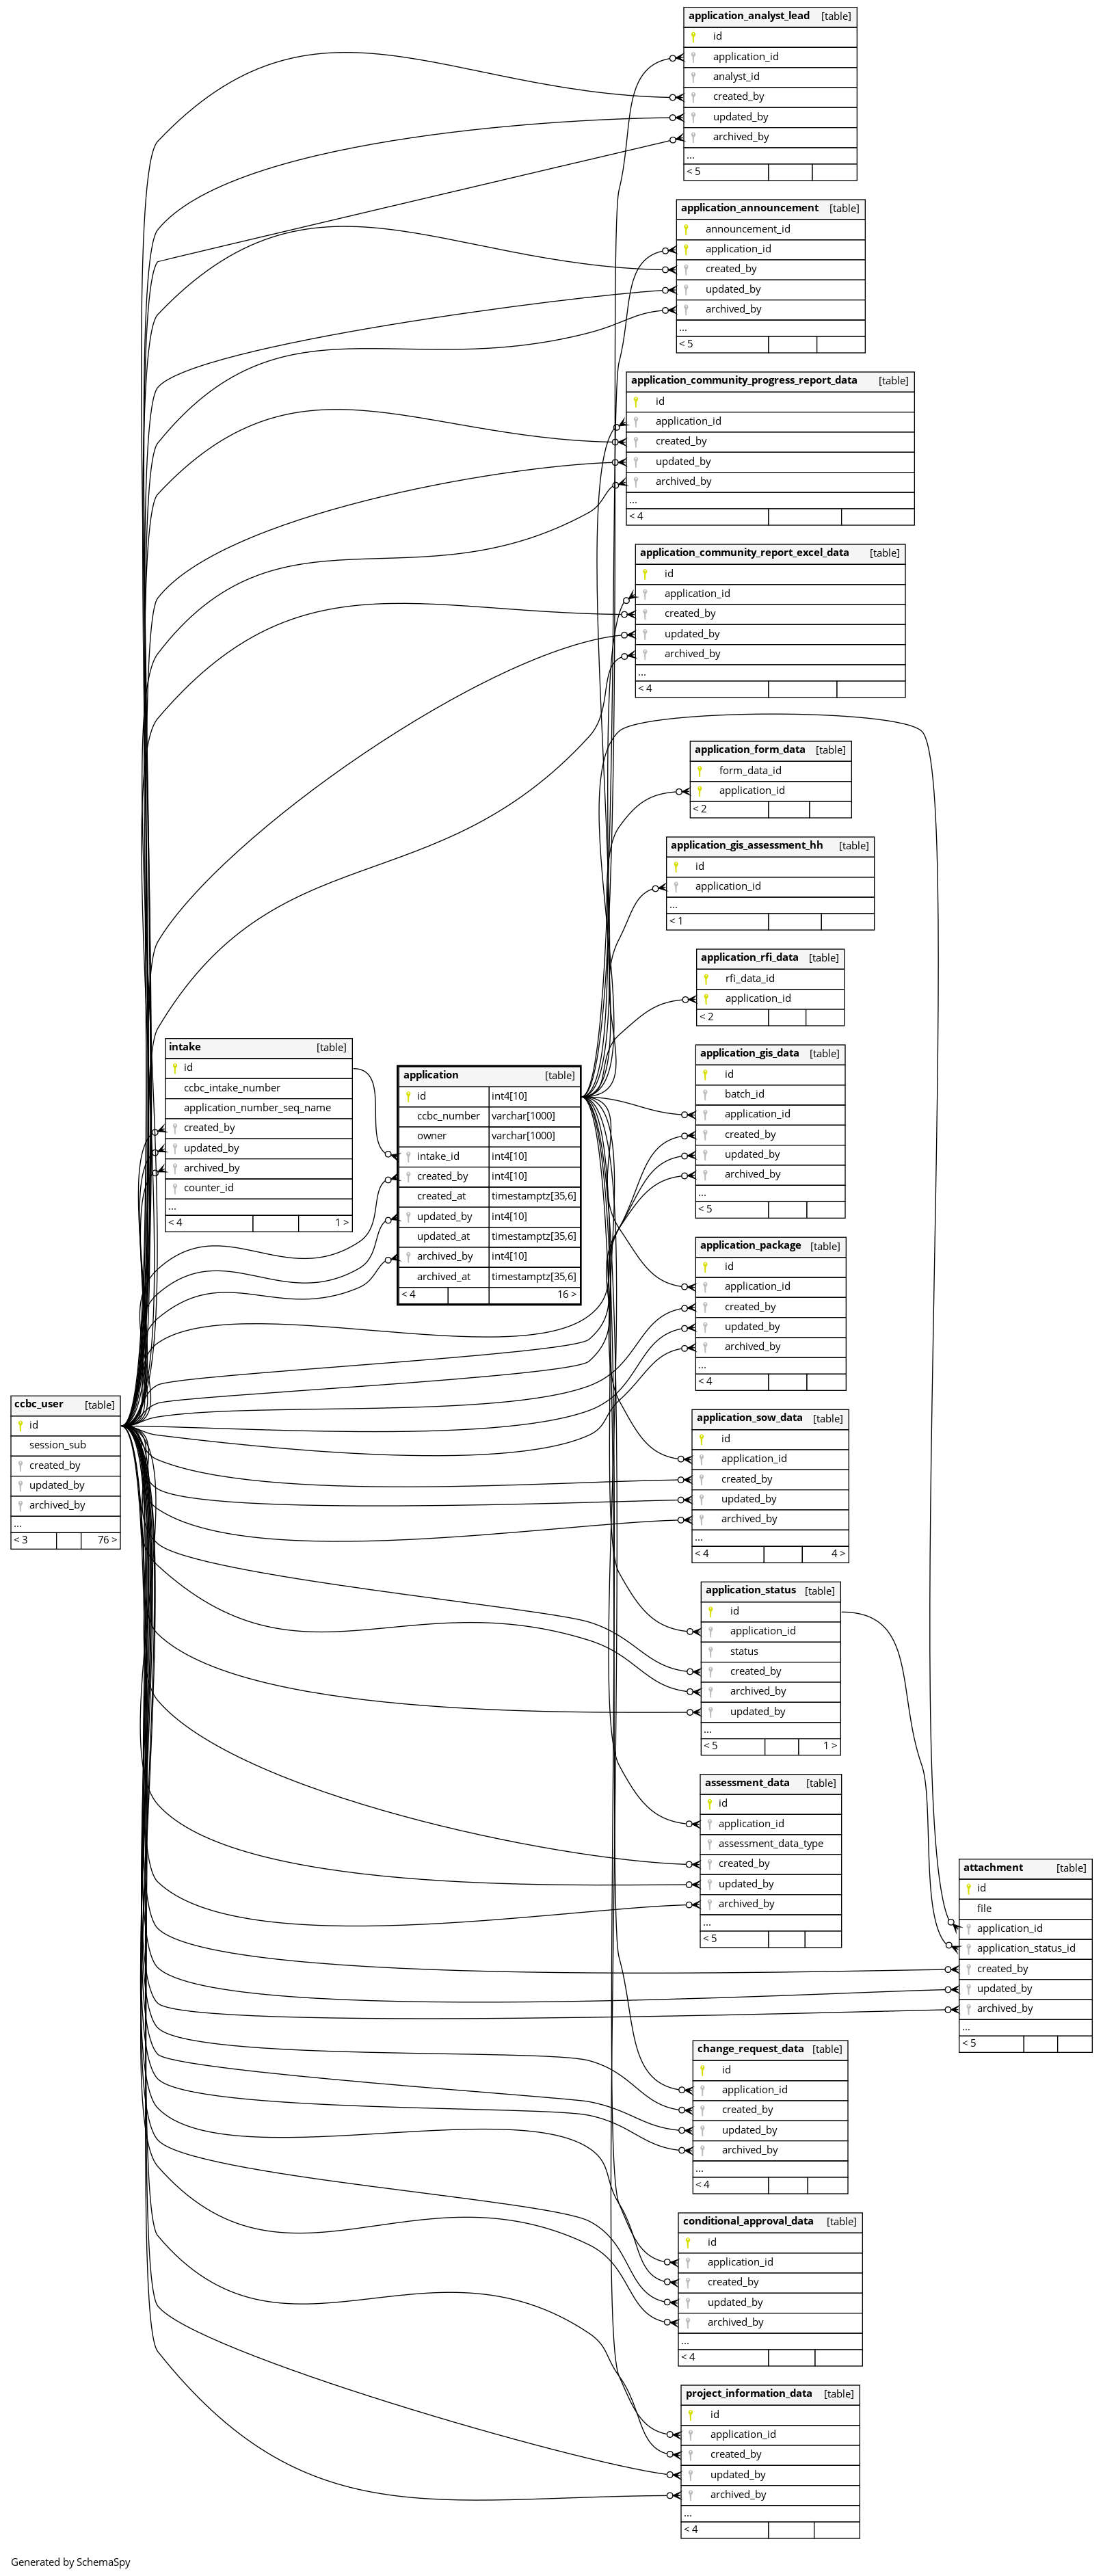 application_analyst_lead [table]
id
application_id
analyst_id
created_by
updated_by
archived_by
...
< 5
application_announcement [table]
announcement_id
application_id
created_by
updated_by
archived_by
...
< 5
application_community_progress_report_data [table]
id
application_id
created_by
updated_by
archived_by
...
< 4
application_community_report_excel_data [table]
id
application_id
created_by
updated_by
archived_by
...
< 4
application_form_data [table]
form_data_id
application_id
< 2
application_gis_assessment_hh [table]
id
application_id
...
< 1
application_rfi_data [table]
rfi_data_id
application_id
< 2
intake [table]
id
ccbc_intake_number
application_number_seq_name
created_by
updated_by
archived_by
counter_id
...
< 4 1 >
application [table]
id int4[10]
ccbc_number varchar[1000]
owner varchar[1000]
intake_id int4[10]
created_by int4[10]
created_at timestamptz[35,6]
updated_by int4[10]
updated_at timestamptz[35,6]
archived_by int4[10]
archived_at timestamptz[35,6]
< 4 16 >
application_gis_data [table]
id
batch_id
application_id
created_by
updated_by
archived_by
...
< 5
application_package [table]
id
application_id
created_by
updated_by
archived_by
...
< 4
ccbc_user [table]
id
session_sub
created_by
updated_by
archived_by
...
< 3 76 >
application_sow_data [table]
id
application_id
created_by
updated_by
archived_by
...
< 4 4 >
application_status [table]
id
application_id
status
created_by
archived_by
updated_by
...
< 5 1 >
assessment_data [table]
id
application_id
assessment_data_type
created_by
updated_by
archived_by
...
< 5
attachment [table]
id
file
application_id
application_status_id
created_by
updated_by
archived_by
...
< 5
change_request_data [table]
id
application_id
created_by
updated_by
archived_by
...
< 4
conditional_approval_data [table]
id
application_id
created_by
updated_by
archived_by
...
< 4
project_information_data [table]
id
application_id
created_by
updated_by
archived_by
...
< 4
Generated by SchemaSpy